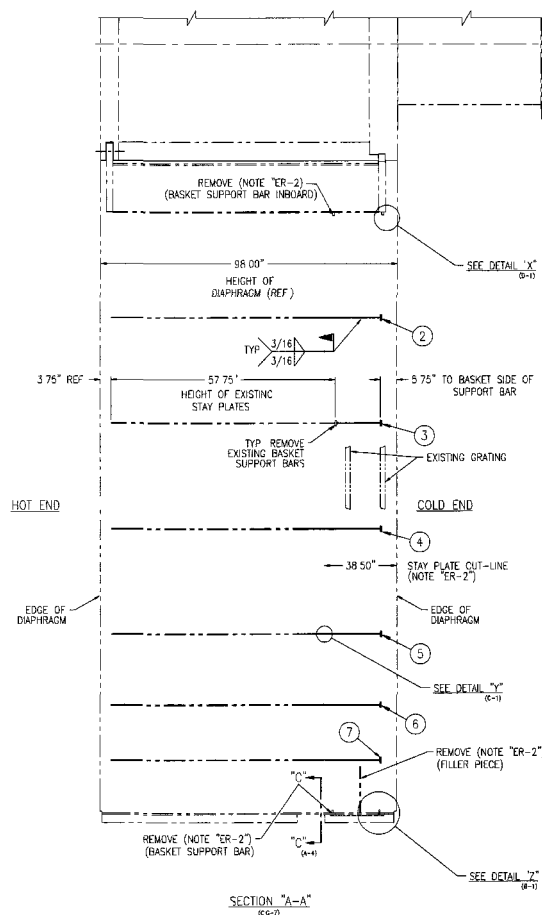 REMOVE (NOTE "ER-2)
(BASKET SUPPORT BAR INBOARD)
SEE DETAIL 'X"
(D-1)
98 00"
HEIGHT OF
DIAPHRAGM (REF)
2
TYP
3/16
3/16
3 75" REF
57 75"
HEIGHT OF EXISTING
STAY PLATES
5 75" TO BASKET SIDE OF
SUPPORT BAR
3
TYP REMOVE
EXISTING BASKET
SUPPORT BARS
EXISTING GRATING
HOT END
COLD END
4
38 50"
STAY PLATE CUT-LINE
(NOTE "ER-2")
EDGE OF
DIAPHRAGM
EDGE OF
DIAPHRAGM
5
SEE DETAIL "Y"
(C-1)
6
7
REMOVE (NOTE "ER-2"
(FILLER PIECE)
"C"
REMOVE (NOTE "ER-2")
(BASKET SUPPORT BAR)
"C"
(A-4)
SEE DETAIL 'Z"
(B-1)
SECTION "A-A"